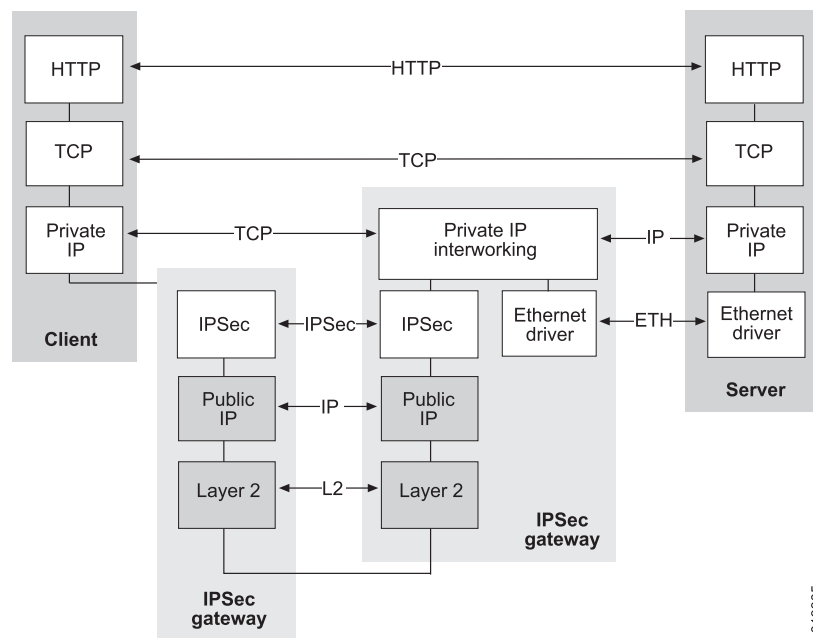 HTTP
HTTP
HTTP
TCP
TCP
TCP
Private
IP
TCP
Private IP
interworking
IP
Private
IP
IPSec
IPSec
IPSec
Ethernet
driver
ETH
Ethernet
driver
Client
Server
Public
IP
IP
Public
IP
Layer 2
L2
Layer 2
IPSec
gateway
IPSec
gateway